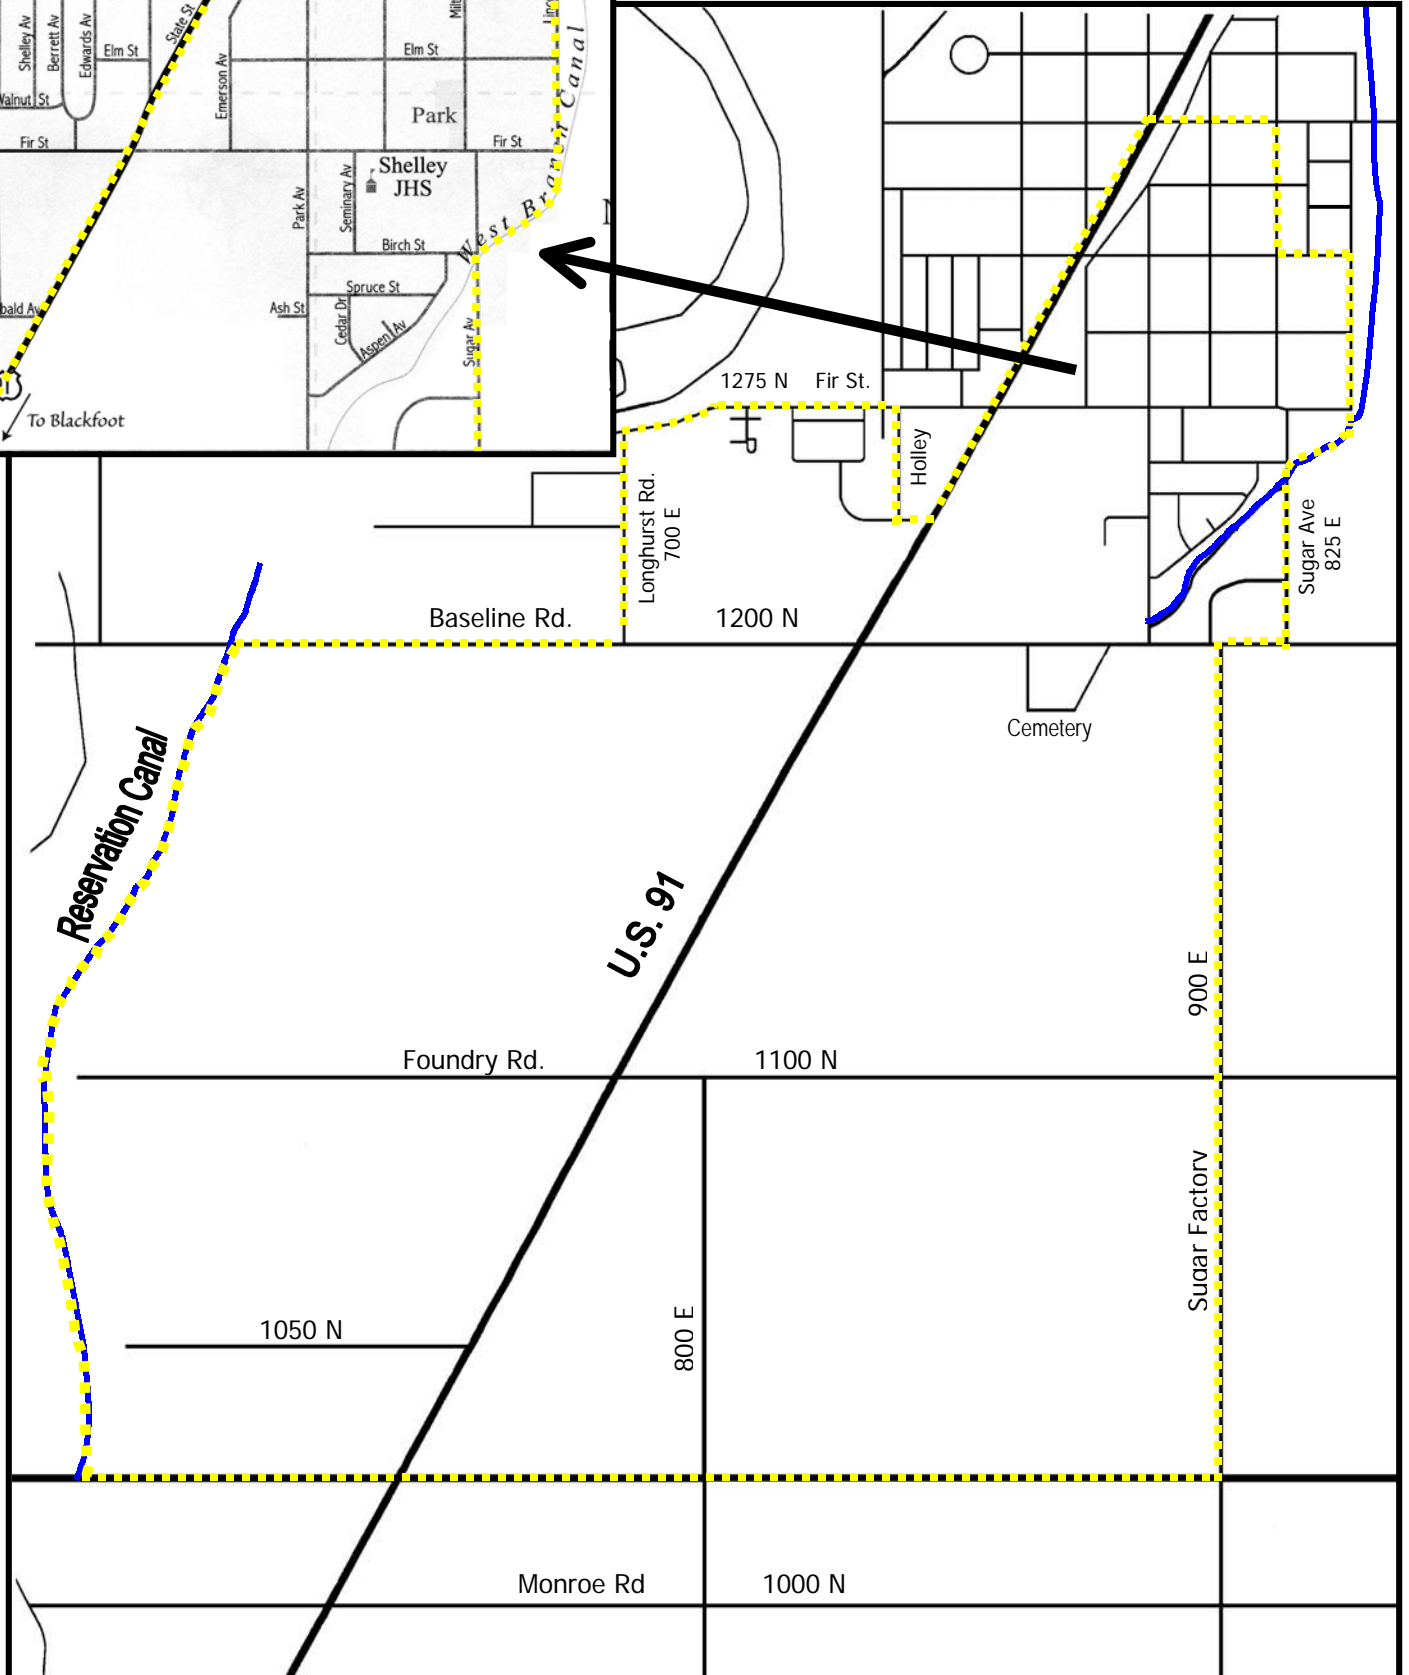 Shelley Av
Berrett Av
Edwards Av
Elm St
State St
Emerson Av
Elm St
West Branch Canal
Walnut St
Park
Fir St
Fir St
Shelley
JHS
Park Av
Seminary Av
Birch St
Spruce St
Ash St
Cedar Dr
Aspen Av
Sugar Av
bald Av
To Blackfoot
1275 N Fir St.
Holley
Longhurst Rd.
700 E
Sugar Ave
825 E
Baseline Rd. 1200 N
Cemetery
Reservation Canal
U.S. 91
900 E
Foundry Rd. 1100 N
Sugar Factory
1050 N
800 E
Monroe Rd 1000 N